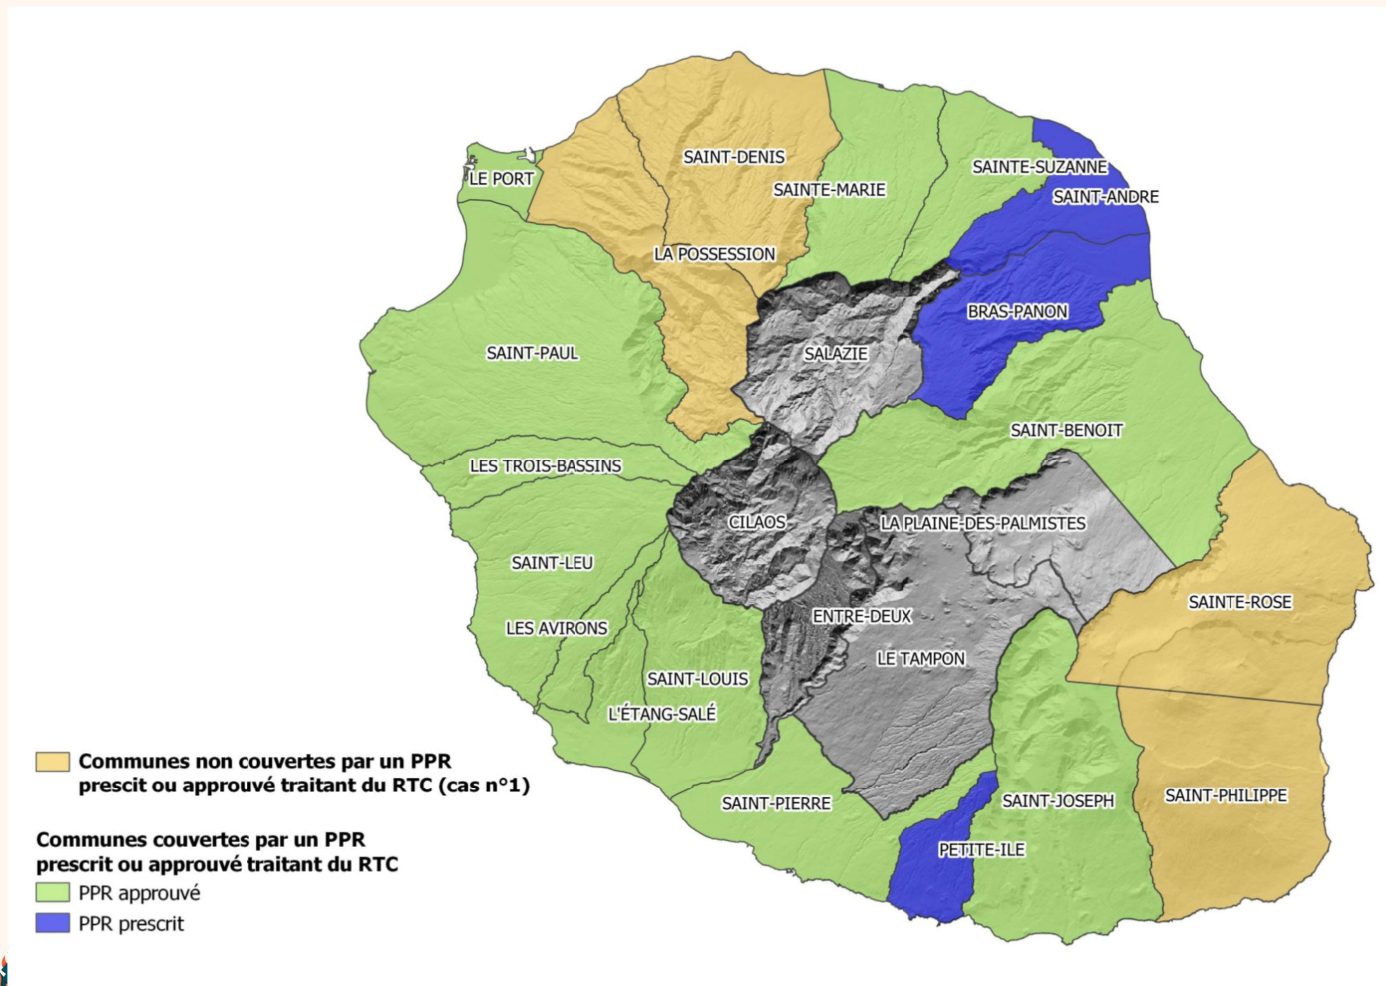 SAINT-DENIS
LE PORT
SAINTE-MARIE
SAINTE-SUZANNE
SAINT-ANDRE
LA POSSESSION
BRAS-PANON
SAINT-PAUL
SALAZIE
SAINT-BENOIT
LES TROIS-BASSINS
CILAOS
LA PLAINE-DES-PALMISTES
SAINT-LEU
SAINTE-ROSE
ENTRE-DEUX
LES AVIRONS
LE TAMPON
SAINT-LOUIS
L'ÉTANG-SALÉ
SAINT-PIERRE
SAINT-JOSEPH
SAINT-PHILIPPE
PETITE-ILE
Communes non couvertes par un PPR
prescit ou approuvé traitant du RTC (cas n°1)
Communes couvertes par un PPR
prescrit ou approuvé traitant du RTC
PPR approuvé
PPR prescrit